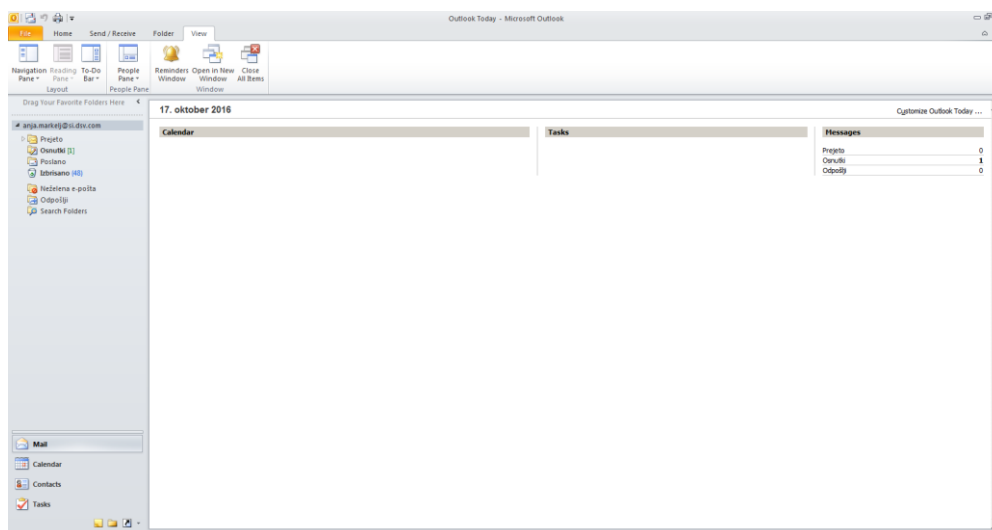 Outlook Today - Microsoft Outlook
File Home Send / Receive Folder View
Navigation Pane Reading Pane To-Do Bar People Pane Reminders Window Open in New Window Close All Items
Layout People Pane Window
Drag Your Favorite Folders Here
anja.markelj@si.dsv.com
Prejeto
Osnutki [1]
Poslano
Izbrisano (48)
Neželena e-pošta
Odpošlji
Search Folders
Mail
Calendar
Contacts
Tasks
17. oktober 2016 Customize Outlook Today ...
Calendar Tasks Messages
Prejeto 0
Osnutki 1
Odpošlji 0